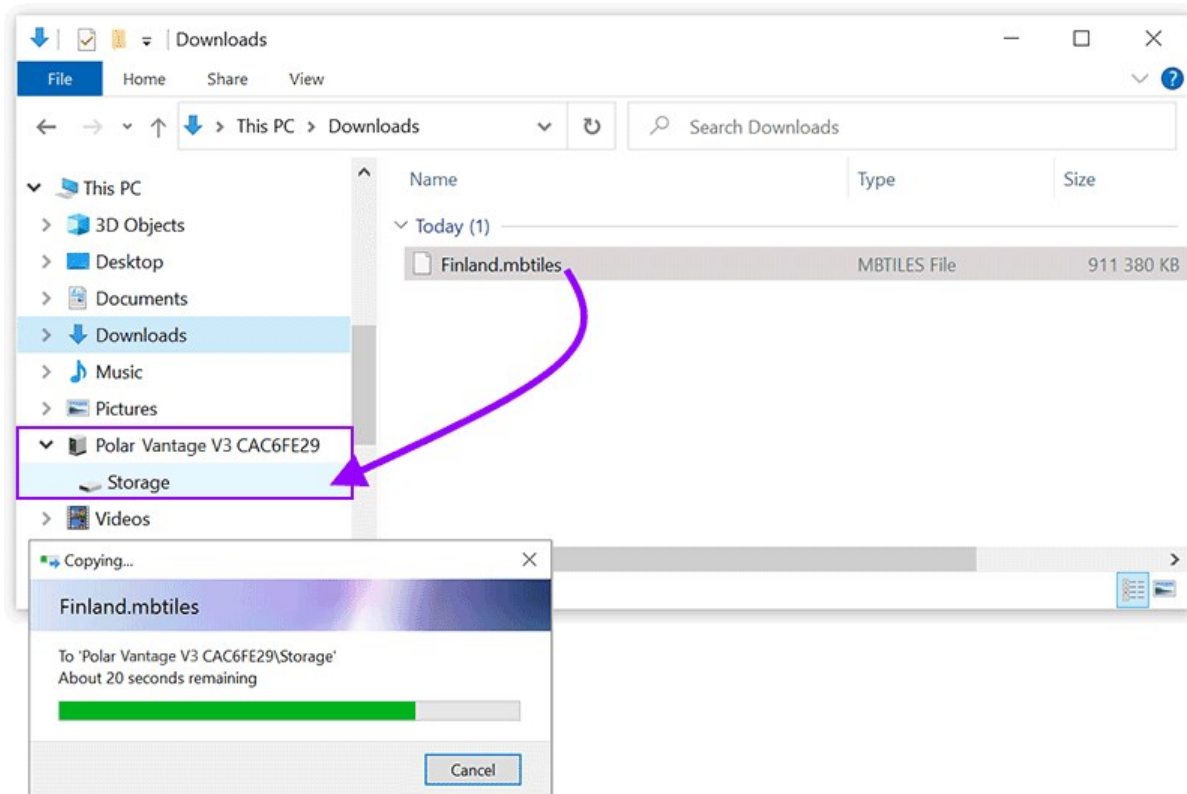 Downloads
File Home Share View
This PC > Downloads
Search Downloads
This PC
3D Objects
Desktop
Documents
Downloads
Music
Pictures
Polar Vantage V3 CAC6FE29
Storage
Videos
Name Type Size
Today (1)
Finland.mbtiles MBTILES File 911 380 KB
Copying...
Finland.mbtiles
To 'Polar Vantage V3 CAC6FE29\Storage'
About 20 seconds remaining
Cancel